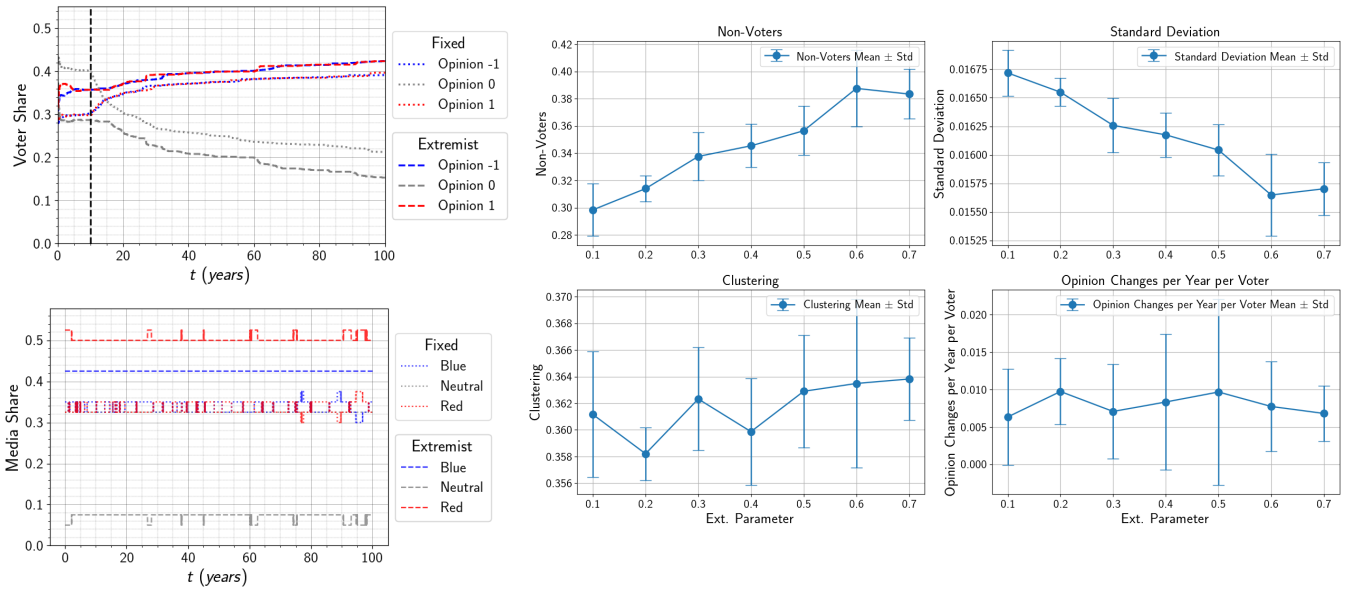 0.5
0.4
0.3
0.2
0.1
0.0
Voter Share
0
20
40
60
80
100
t (years)
Fixed
Opinion -1
Opinion 0
Opinion 1
Extremist
Opinion -1
Opinion 0
Opinion 1
0.5
0.4
0.3
0.2
0.1
0.0
Media Share
0
20
40
60
80
100
t (years)
Fixed
Blue
Neutral
Red
Extremist
Blue
Neutral
Red
Non-Voters
Non-Voters Mean ± Std
0.42
0.40
0.38
0.36
0.34
0.32
0.30
0.28
Non-Voters
0.1
0.2
0.3
0.4
0.5
0.6
0.7
Standard Deviation
Standard Deviation Mean ± Std
0.01675
0.01650
0.01625
0.01600
0.01575
0.01550
0.01525
Standard Deviation
0.1
0.2
0.3
0.4
0.5
0.6
0.7
Clustering
Clustering Mean ± Std
0.370
0.368
0.366
0.364
0.362
0.360
0.358
0.356
Clustering
0.1
0.2
0.3
0.4
0.5
0.6
0.7
Ext. Parameter
Opinion Changes per Year per Voter
Opinion Changes per Year per Voter Mean ± Std
0.020
0.015
0.010
0.005
0.000
Opinion Changes per Year per Voter
0.1
0.2
0.3
0.4
0.5
0.6
0.7
Ext. Parameter